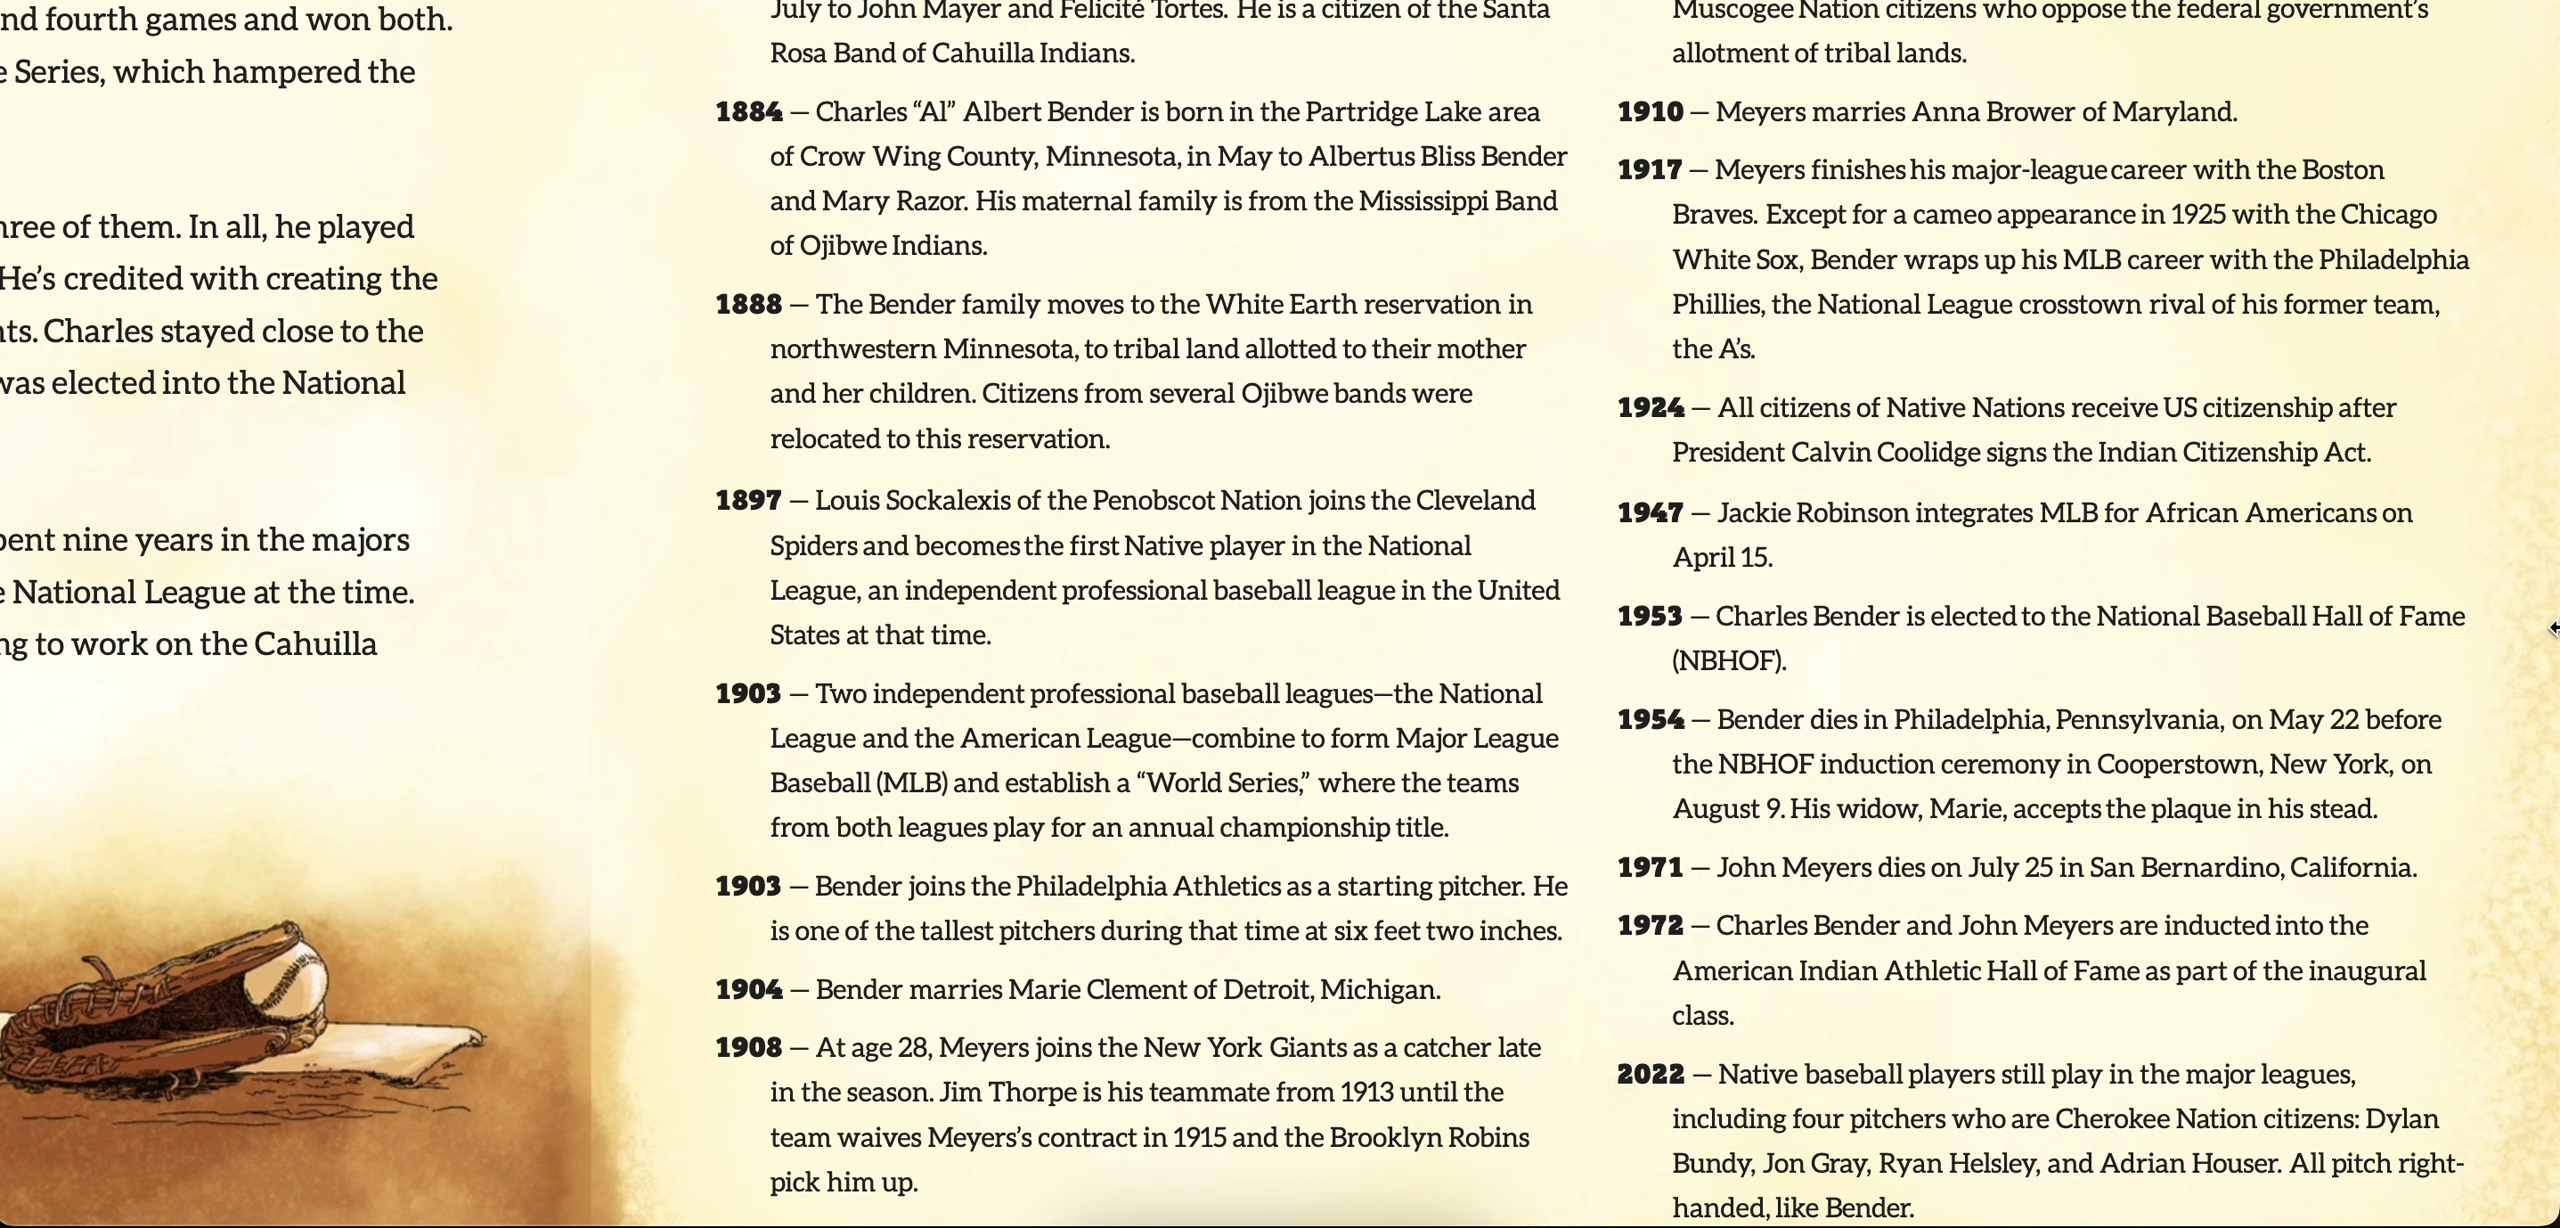 nd fourth games and won both.
e Series, which hampered the
hree of them. In all, he played
He's credited with creating the
nts. Charles stayed close to the
was elected into the National
pent nine years in the majors
e National League at the time.
ng to work on the Cahuilla
July to John Mayer and Felicité Tortes. He is a citizen of the Santa
Rosa Band of Cahuilla Indians.
1884 — Charles “Al” Albert Bender is born in the Partridge Lake area
of Crow Wing County, Minnesota, in May to Albertus Bliss Bender
and Mary Razor. His maternal family is from the Mississippi Band
of Ojibwe Indians.
1888 — The Bender family moves to the White Earth reservation in
northwestern Minnesota, to tribal land allotted to their mother
and her children. Citizens from several Ojibwe bands were
relocated to this reservation.
1897 — Louis Sockalexis of the Penobscot Nation joins the Cleveland
Spiders and becomes the first Native player in the National
League, an independent professional baseball league in the United
States at that time.
1903 — Two independent professional baseball leagues—the National
League and the American League—combine to form Major League
Baseball (MLB) and establish a “World Series,” where the teams
from both leagues play for an annual championship title.
1903 — Bender joins the Philadelphia Athletics as a starting pitcher. He
is one of the tallest pitchers during that time at six feet two inches.
1904 — Bender marries Marie Clement of Detroit, Michigan.
1908 — At age 28, Meyers joins the New York Giants as a catcher late
in the season. Jim Thorpe is his teammate from 1913 until the
team waives Meyers’s contract in 1915 and the Brooklyn Robins
pick him up.
Muscogee Nation citizens who oppose the federal government’s
allotment of tribal lands.
1910 — Meyers marries Anna Brower of Maryland.
1917 — Meyers finishes his major-league career with the Boston
Braves. Except for a cameo appearance in 1925 with the Chicago
White Sox, Bender wraps up his MLB career with the Philadelphia
Phillies, the National League crosstown rival of his former team,
the A’s.
1924 — All citizens of Native Nations receive US citizenship after
President Calvin Coolidge signs the Indian Citizenship Act.
1947 — Jackie Robinson integrates MLB for African Americans on
April 15.
1953 — Charles Bender is elected to the National Baseball Hall of Fame
(NBHOF).
1954 — Bender dies in Philadelphia, Pennsylvania, on May 22 before
the NBHOF induction ceremony in Cooperstown, New York, on
August 9. His widow, Marie, accepts the plaque in his stead.
1971 — John Meyers dies on July 25 in San Bernardino, California.
1972 — Charles Bender and John Meyers are inducted into the
American Indian Athletic Hall of Fame as part of the inaugural
class.
2022 — Native baseball players still play in the major leagues,
including four pitchers who are Cherokee Nation citizens: Dylan
Bundy, Jon Gray, Ryan Helsley, and Adrian Houser. All pitch right-
handed, like Bender.